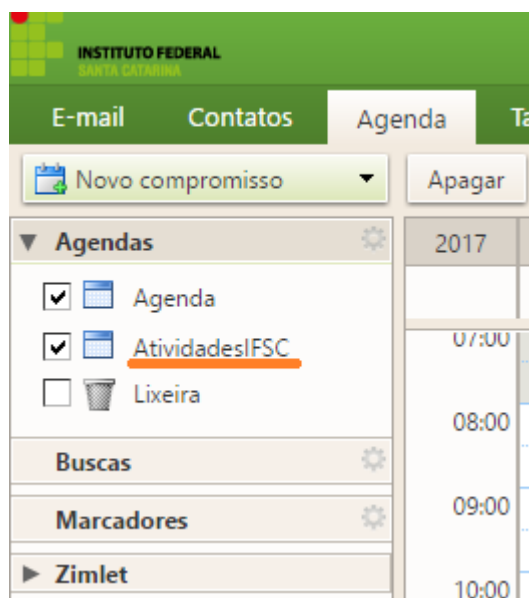 INSTITUTO FEDERAL
SANTA CATARINA
E-mail Contatos Agenda Ta
Novo compromisso Apagar
Agendas 2017
Agenda
AtividadesIFSC
07:00
Lixeira
08:00
Buscas
09:00
Marcadores
Zimlet
10:00